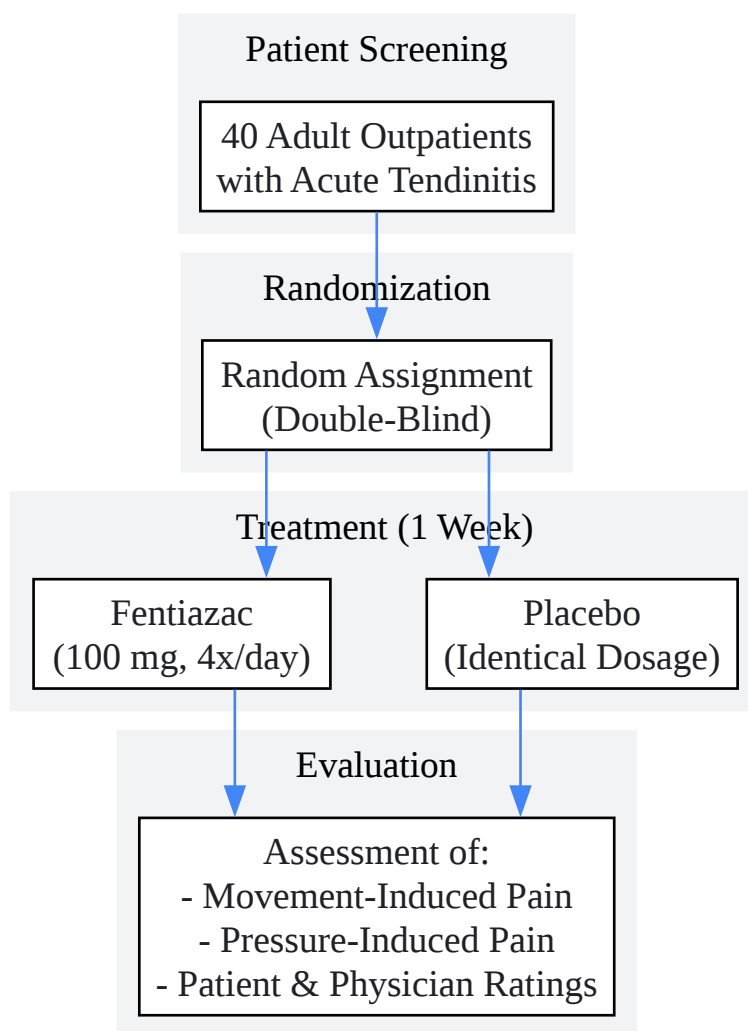 Patient Screening
40 Adult Outpatients
with Acute Tendinitis
Randomization
Random Assignment
(Double-Blind)
Treatment (1 Week)
Fentiazac
(100 mg, 4x/day)
Placebo
(Identical Dosage)
Evaluation
Assessment of:
- Movement-Induced Pain
- Pressure-Induced Pain
- Patient & Physician Ratings